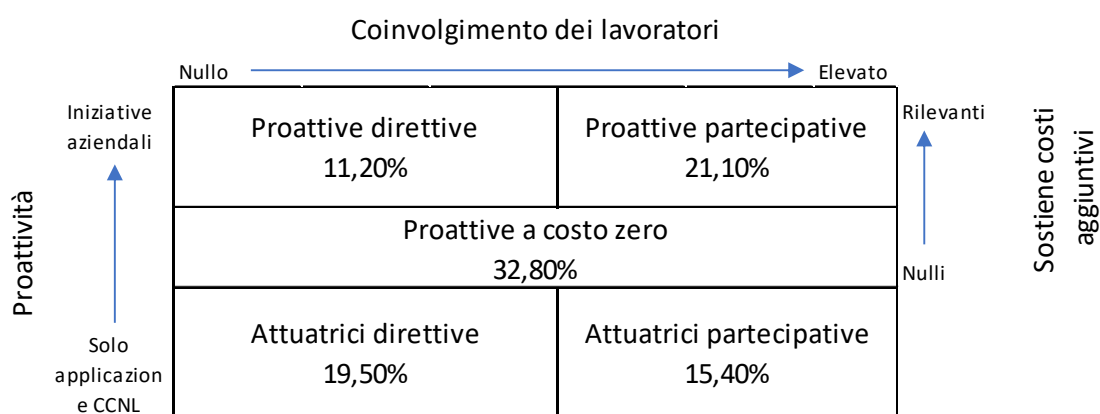 Coinvolgimento dei lavoratori
Nullo
Elevato
Iniziative
aziendali
Proattive direttive
11,20%
Proattive partecipative
21,10%
Rilevanti
Proattività
Proattive a costo zero
32,80%
Nulli
Sostiene costi
aggiuntivi
Solo
applicazion
e CCNL
Attuatrici direttive
19,50%
Attuatrici partecipative
15,40%